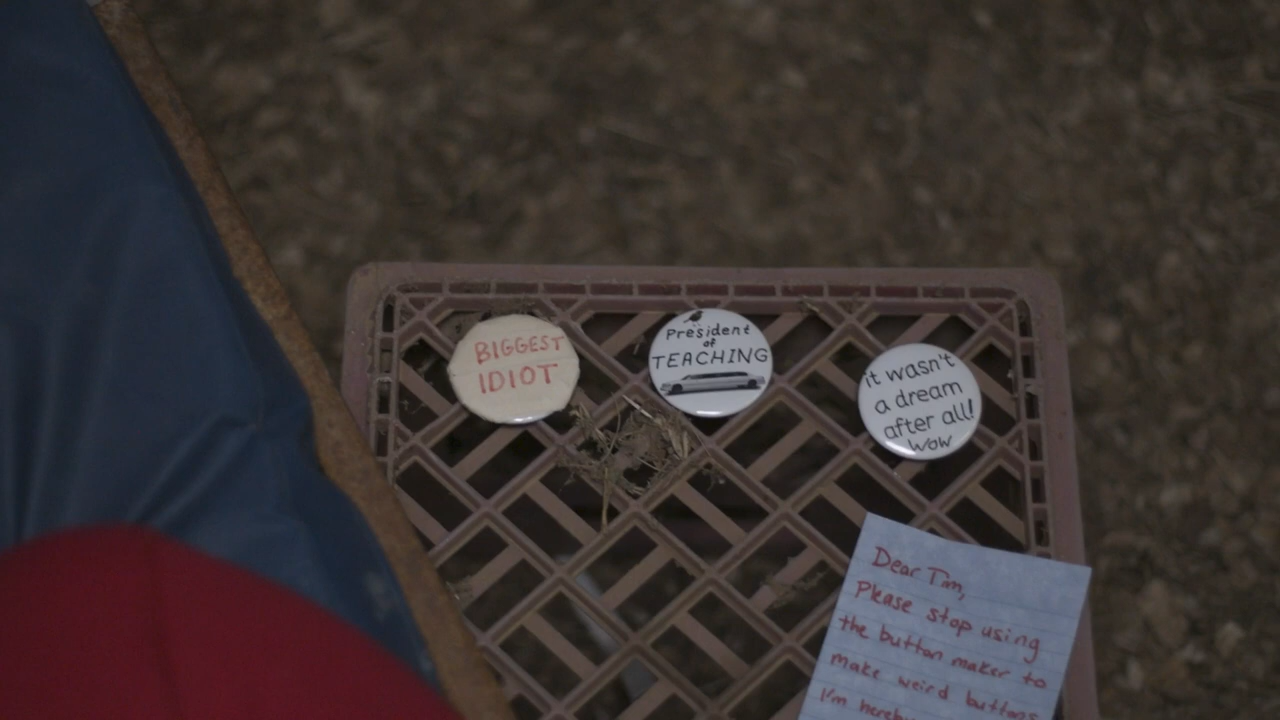 BIGGEST
IDIOT
President
of
TEACHING
it wasn't
a dream
after all!
wow
Dear Tim,
Please stop using
the button maker to
make weird buttons
I'm hereby